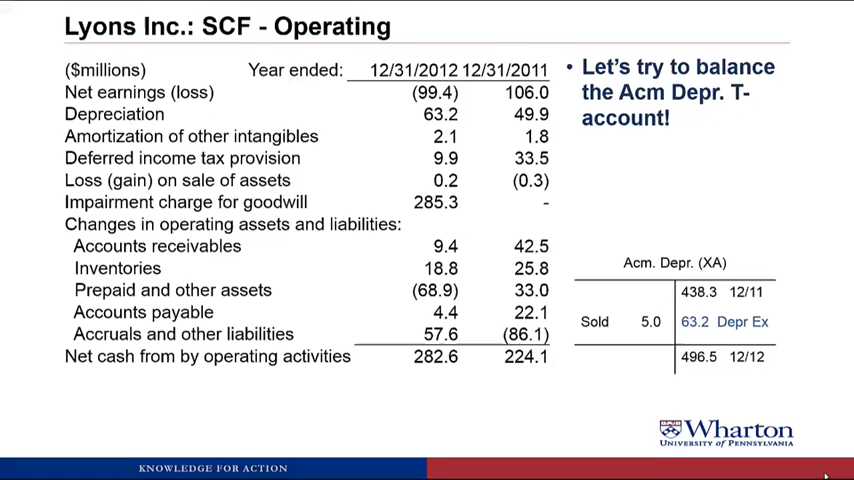 Lyons Inc.: SCF - Operating
($millions) Year ended: 12/31/2012 12/31/2011
Net earnings (loss) (99.4) 106.0
Depreciation 63.2 49.9
Amortization of other intangibles 2.1 1.8
Deferred income tax provision 9.9 33.5
Loss (gain) on sale of assets 0.2 (0.3)
Impairment charge for goodwill 285.3 -
Changes in operating assets and liabilities:
Accounts receivables 9.4 42.5
Inventories 18.8 25.8
Prepaid and other assets (68.9) 33.0
Accounts payable 4.4 22.1
Accruals and other liabilities 57.6 (86.1)
Net cash from by operating activities 282.6 224.1
• Let's try to balance
the Acm Depr. T-
account!
Acm. Depr. (XA)
438.3 12/11
Sold 5.0 63.2 Depr Ex
496.5 12/12
Wharton
UNIVERSITY of PENNSYLVANIA
KNOWLEDGE FOR ACTION